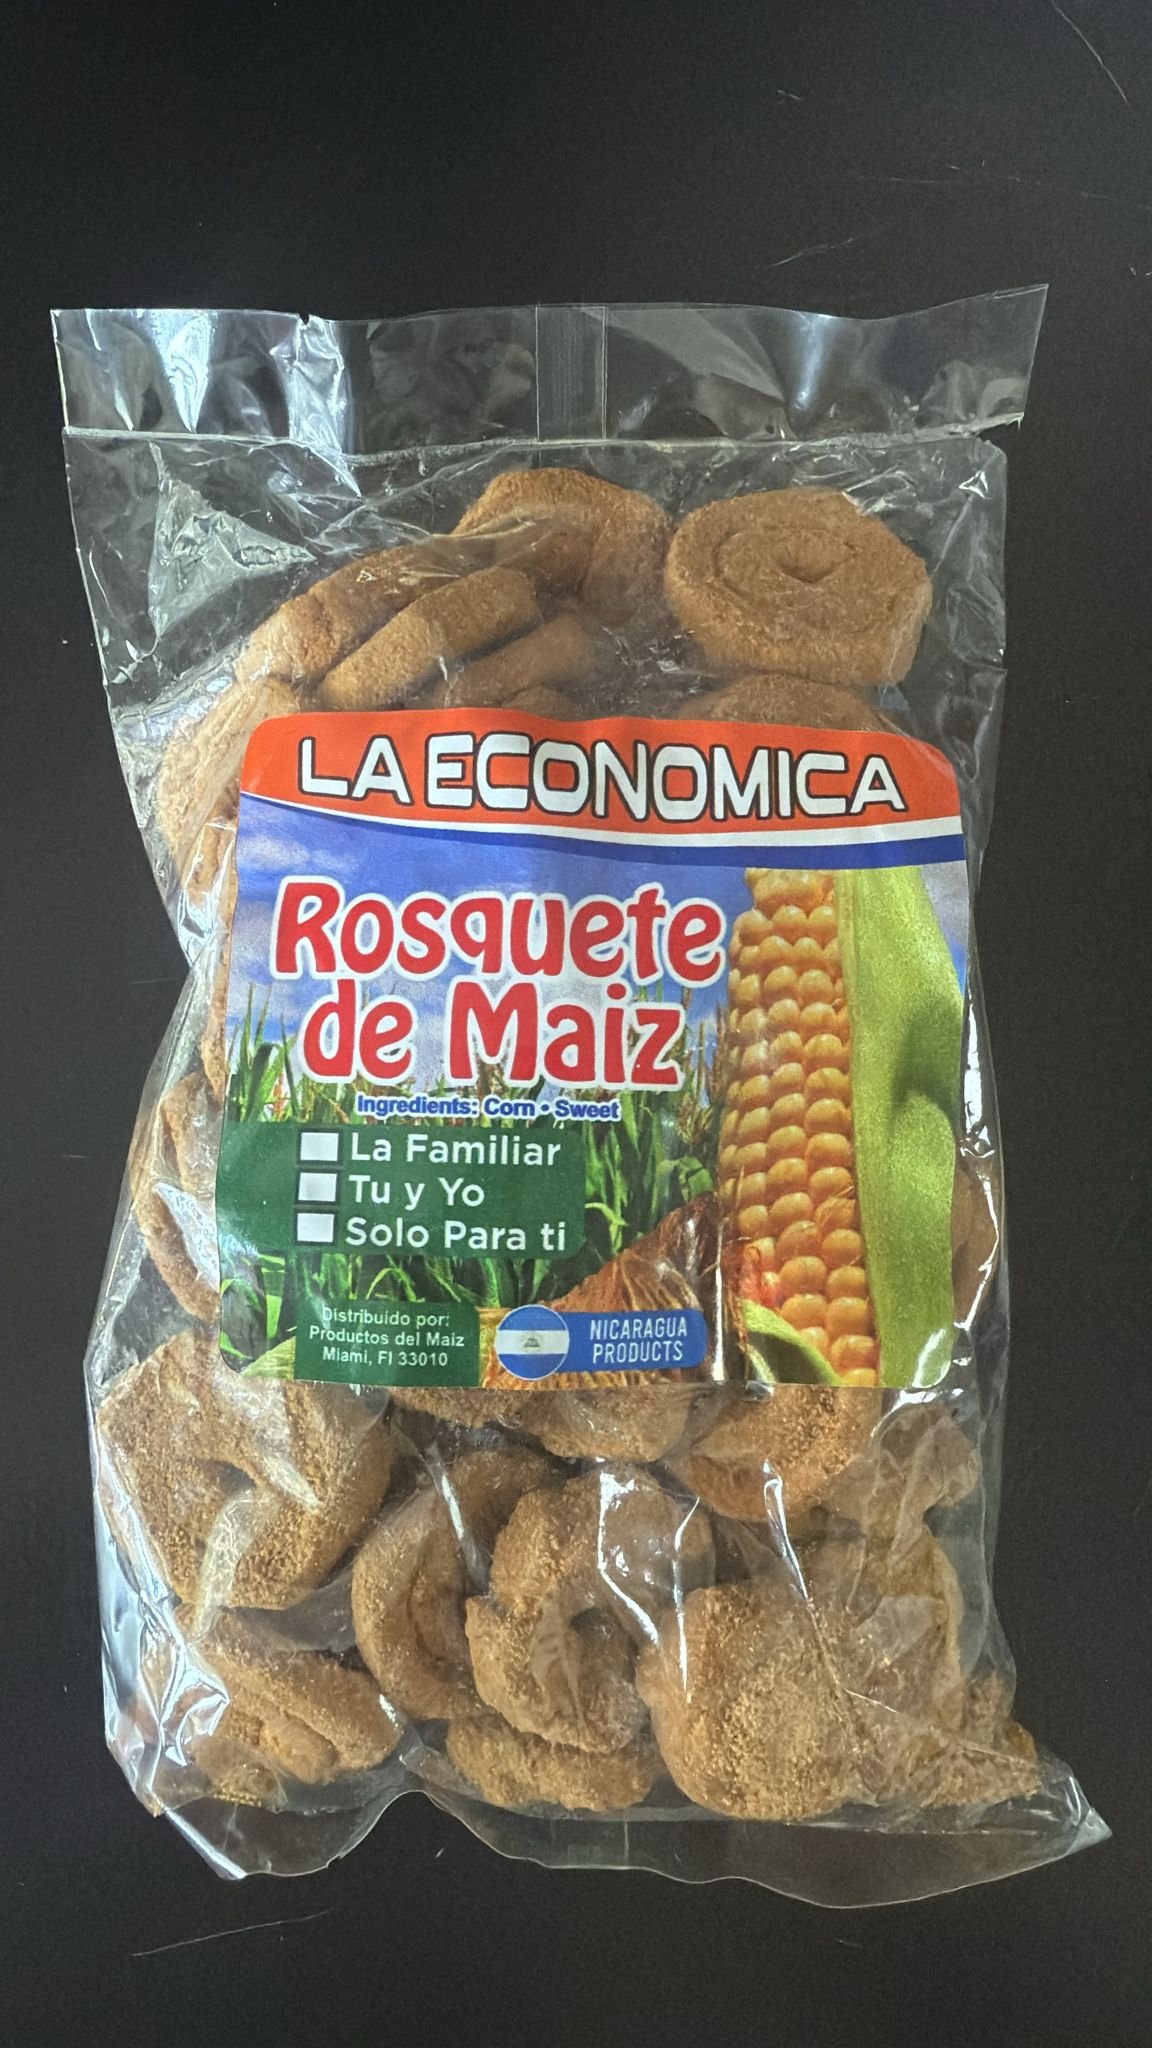 LA ECONOMICA
Rosquete
de Maiz
Ingredients: Corn • Sweet
La Familiar
Tu y Yo
Solo Para ti
Distribuido por:
Productos del Maiz
Miami, Fl 33010
NICARAGUA
PRODUCTS